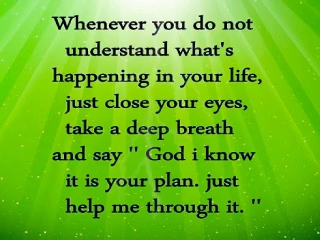 Whenever you do not
understand what's
happening in your life,
just close your eyes,
take a deep breath
and say " God i know
it is your plan. just
help me through it. "